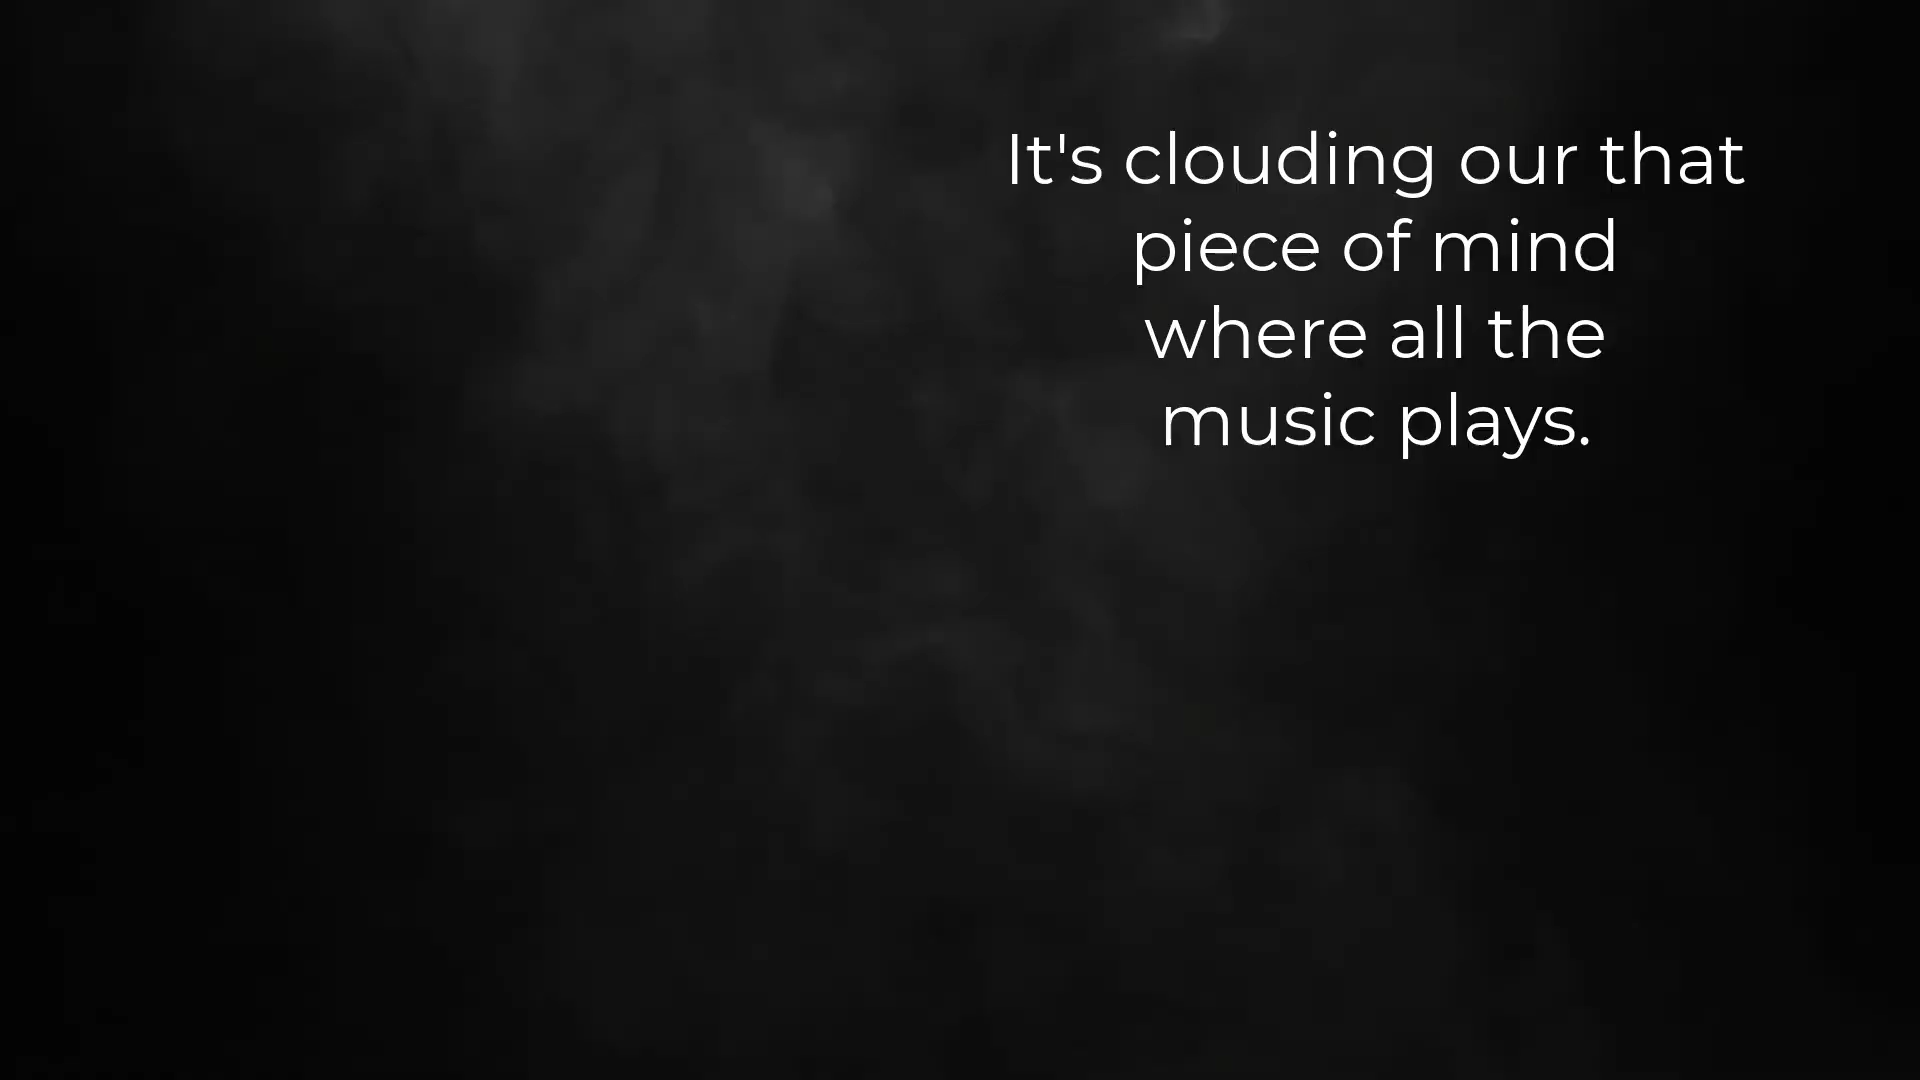 It's clouding our that
piece of mind
where all the
music plays.